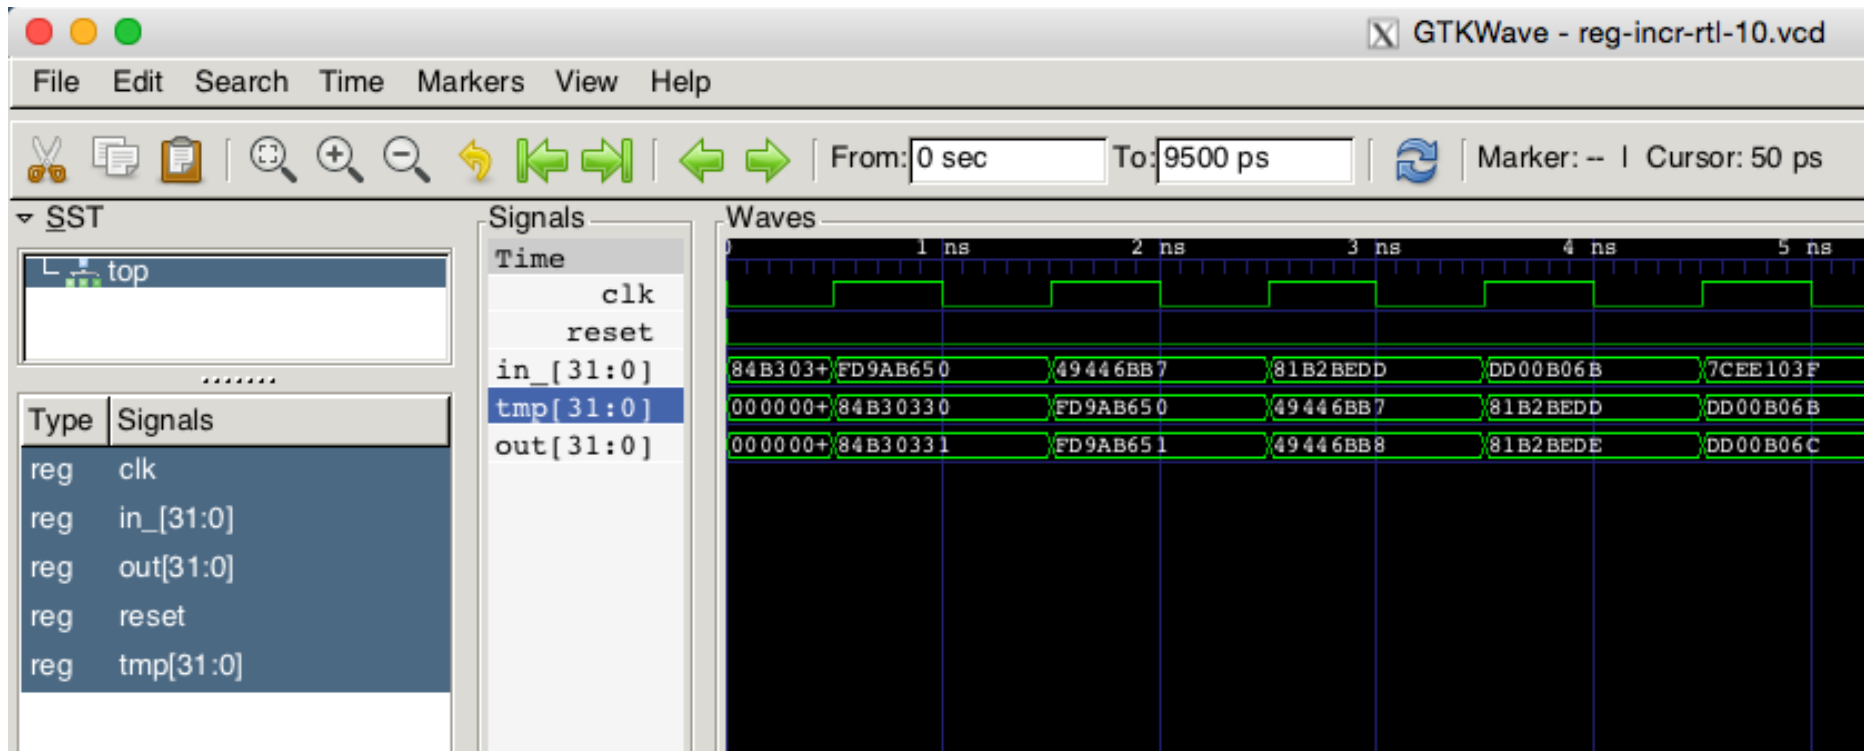 GTKWave - reg-incr-rtl-10.vcd
File Edit Search Time Markers View Help
From: 0 sec To: 9500 ps Marker: -- | Cursor: 50 ps
SST
top
Type Signals
reg clk
reg in_[31:0]
reg out[31:0]
reg reset
reg tmp[31:0]
Signals
Time
clk
reset
in_[31:0]
tmp[31:0]
out[31:0]
Waves
0 1 ns 2 ns 3 ns 4 ns 5 ns
84B303+ FD9AB650 49446BB7 81B2BEDD DD00B06B 7CEE103F
000000+ 84B30330 FD9AB650 49446BB7 81B2BEDD DD00B06B
000000+ 84B30331 FD9AB651 49446BB8 81B2BEDE DD00B06C